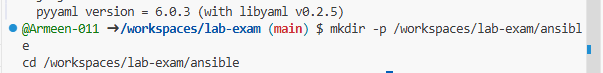 pyyaml version = 6.0.3 (with libyaml v0.2.5)
@Armeen-011 ➜/workspaces/lab-exam (main) $ mkdir -p /workspaces/lab-exam/ansibl
e
cd /workspaces/lab-exam/ansible